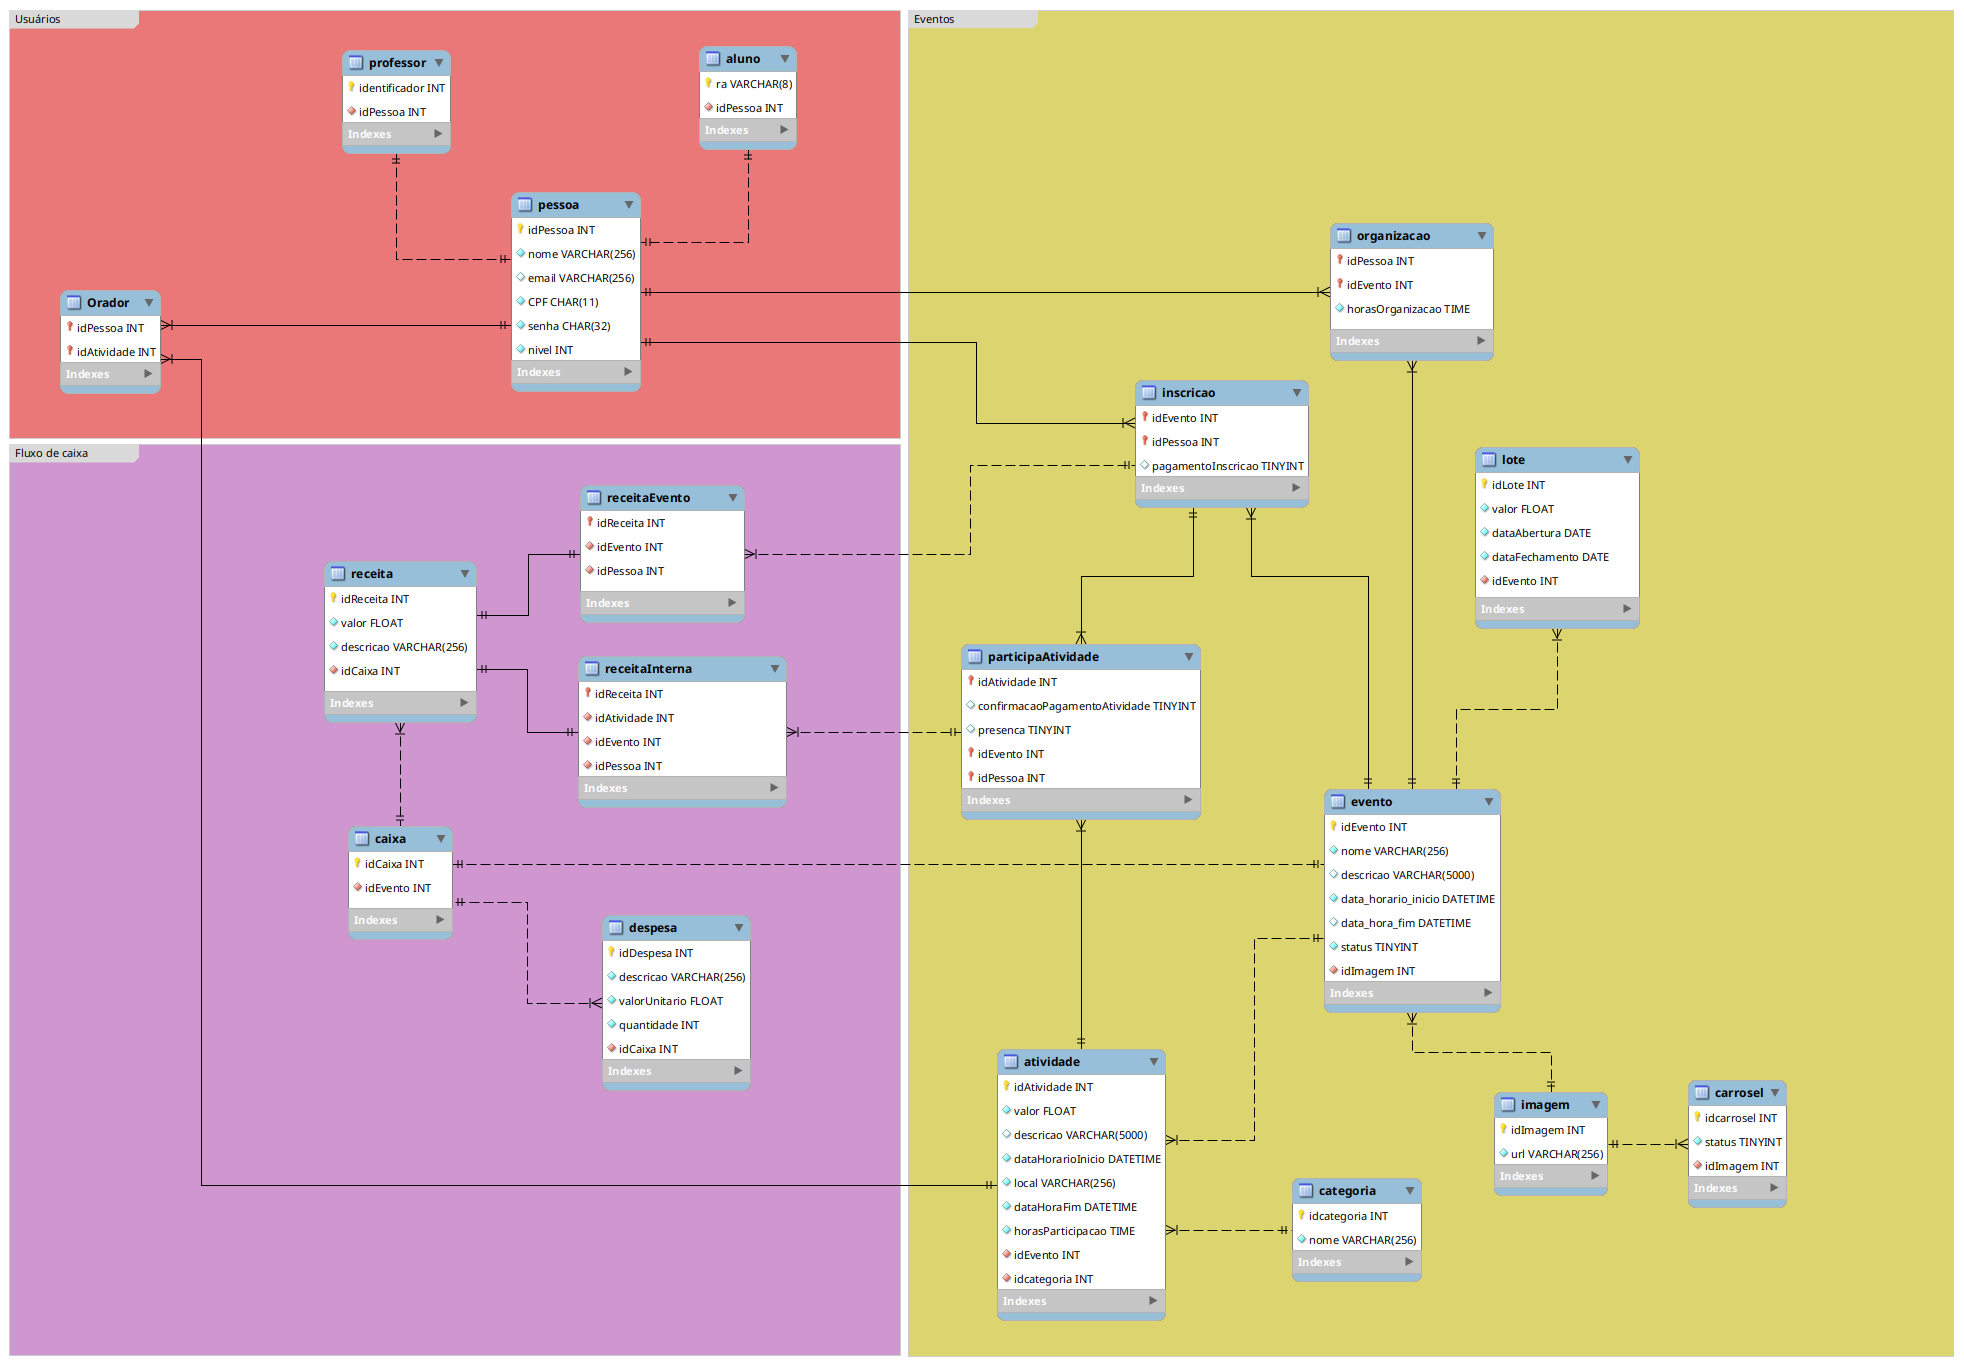 Usuários
professor
identificador INT
idPessoa INT
Indexes
aluno
ra VARCHAR(8)
idPessoa INT
Indexes
pessoa
idPessoa INT
nome VARCHAR(256)
email VARCHAR(256)
CPF CHAR(11)
senha CHAR(32)
nivel INT
Indexes
Orador
idPessoa INT
idAtividade INT
Indexes
Fluxo de caixa
receitaEvento
idReceita INT
idEvento INT
idPessoa INT
Indexes
receita
idReceita INT
valor FLOAT
descricao VARCHAR(256)
idCaixa INT
Indexes
receitaInterna
idReceita INT
idAtividade INT
idEvento INT
idPessoa INT
Indexes
caixa
idCaixa INT
idEvento INT
Indexes
despesa
idDespesa INT
descricao VARCHAR(256)
valorUnitario FLOAT
quantidade INT
idCaixa INT
Indexes
Eventos
organizacao
idPessoa INT
idEvento INT
horasOrganizacao TIME
Indexes
inscricao
idEvento INT
idPessoa INT
pagamentoInscricao TINYINT
Indexes
lote
idLote INT
valor FLOAT
dataAbertura DATE
dataFechamento DATE
idEvento INT
Indexes
participaAtividade
idAtividade INT
confirmacaoPagamentoAtividade TINYINT
presenca TINYINT
idEvento INT
idPessoa INT
Indexes
evento
idEvento INT
nome VARCHAR(256)
descricao VARCHAR(5000)
data_horario_inicio DATETIME
data_hora_fim DATETIME
status TINYINT
idImagem INT
Indexes
atividade
idAtividade INT
valor FLOAT
descricao VARCHAR(5000)
dataHorarioInicio DATETIME
local VARCHAR(256)
dataHoraFim DATETIME
horasParticipacao TIME
idEvento INT
idcategoria INT
Indexes
imagem
idImagem INT
url VARCHAR(256)
Indexes
carrosel
idcarrosel INT
status TINYINT
idImagem INT
Indexes
categoria
idcategoria INT
nome VARCHAR(256)
Indexes